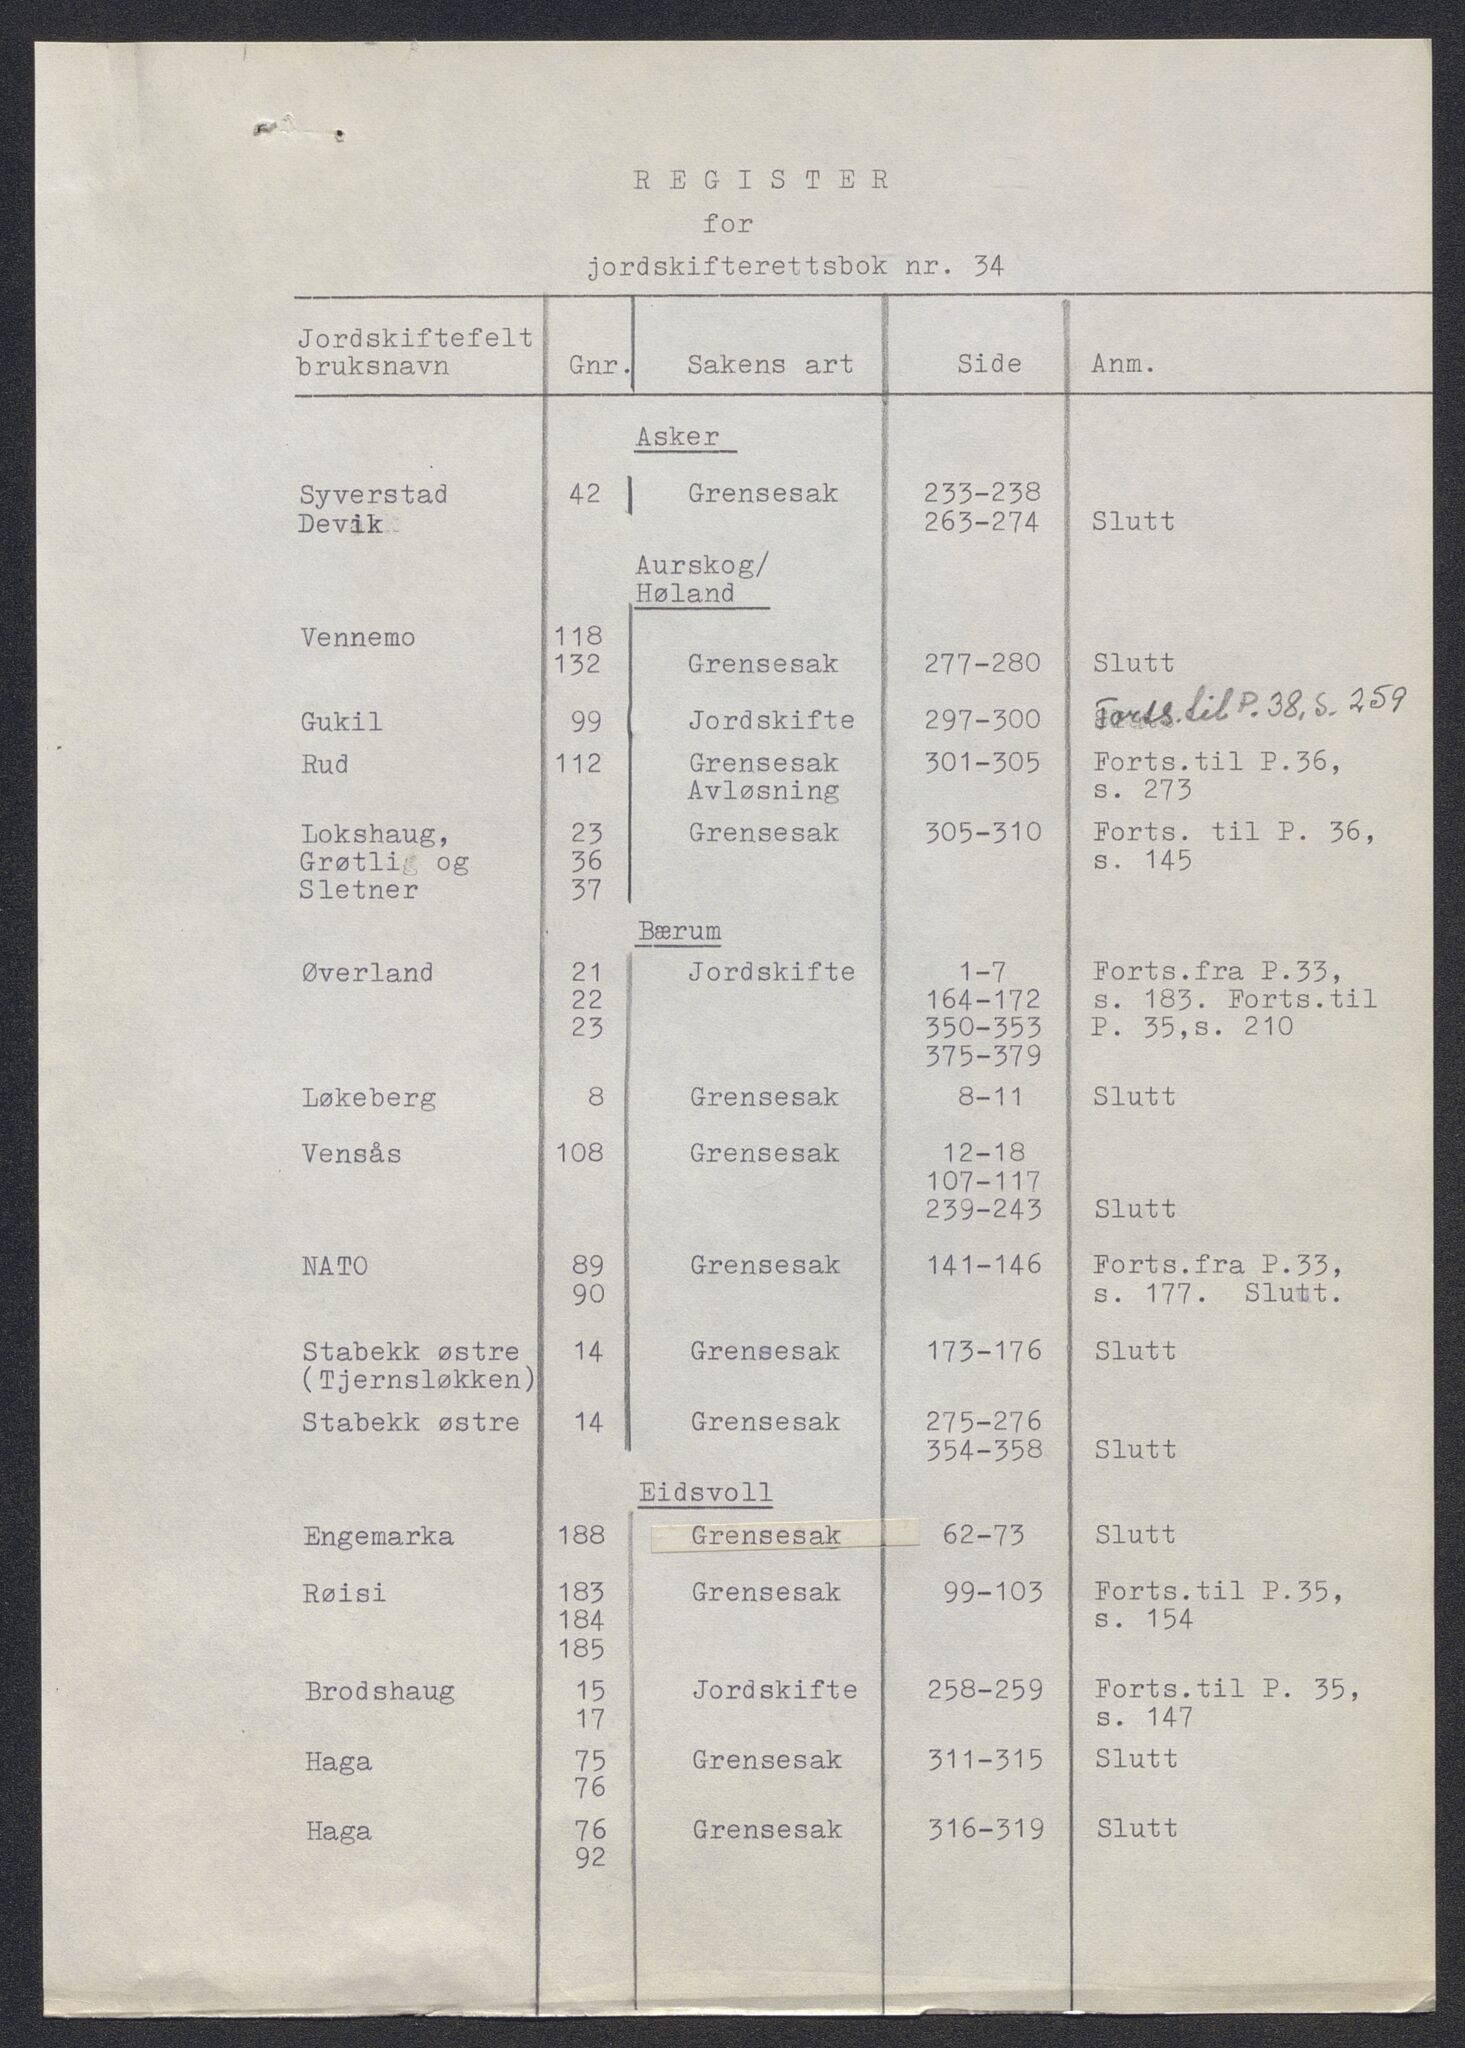 REGISTER
for
jordskifterettsbok nr. 34
Jordskiftefelt
bruksnavn Gnr. Sakens art Side Anm.
Asker
Syverstad 42 Grensesak 233-238
Devik 263-274 Slutt
Aurskog/
Høland
Vennemo 118
132 Grensesak 277-280 Slutt
Gukil 99 Jordskifte 297-300 Forts. til P. 38, S. 259
Rud 112 Grensesak 301-305 Forts.til P.36,
Avløsning s. 273
Lokshaug, 23 Grensesak 305-310 Forts. til P. 36,
Grøtli og 36 s. 145
Sletner 37
Bærum
Øverland 21 Jordskifte 1-7 Forts.fra P.33,
22 164-172 s. 183. Forts.til
23 350-353 P. 35,s. 210
375-379
Løkeberg 8 Grensesak 8-11 Slutt
Vensås 108 Grensesak 12-18
107-117
239-243 Slutt
NATO 89 Grensesak 141-146 Forts.fra P.33,
90 s. 177. Slutt.
Stabekk østre 14 Grensesak 173-176 Slutt
(Tjernsløkken)
Stabekk østre 14 Grensesak 275-276
354-358 Slutt
Eidsvoll
Engemarka 188 Grensesak 62-73 Slutt
Røisi 183 Grensesak 99-103 Forts.til P.35,
184 s. 154
185
Brodshaug 15 Jordskifte 258-259 Forts.til P. 35,
17 s. 147
Haga 75 Grensesak 311-315 Slutt
76
Haga 76 Grensesak 316-319 Slutt
92